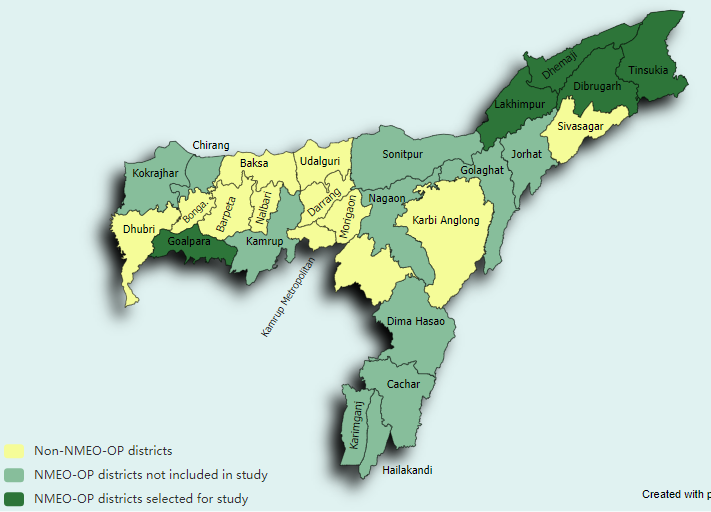 Dhemaji
Tinsukia
Dibrugarh
Lakhimpur
Sivasagar
Chirang
Udalguri
Sonitpur
Jorhat
Baksa
Kokrajhar
Golaghat
Nagaon
Darrang
Morigaon
Bonga.
Barpeta
Nalbari
Karbi Anglong
Dhubri
Goalpara
Kamrup
Kamrup Metropolitan
Dima Hasao
Cachar
Karimganj
Hailakandi
Non-NMEO-OP districts
NMEO-OP districts not included in study
NMEO-OP districts selected for study
Created with p